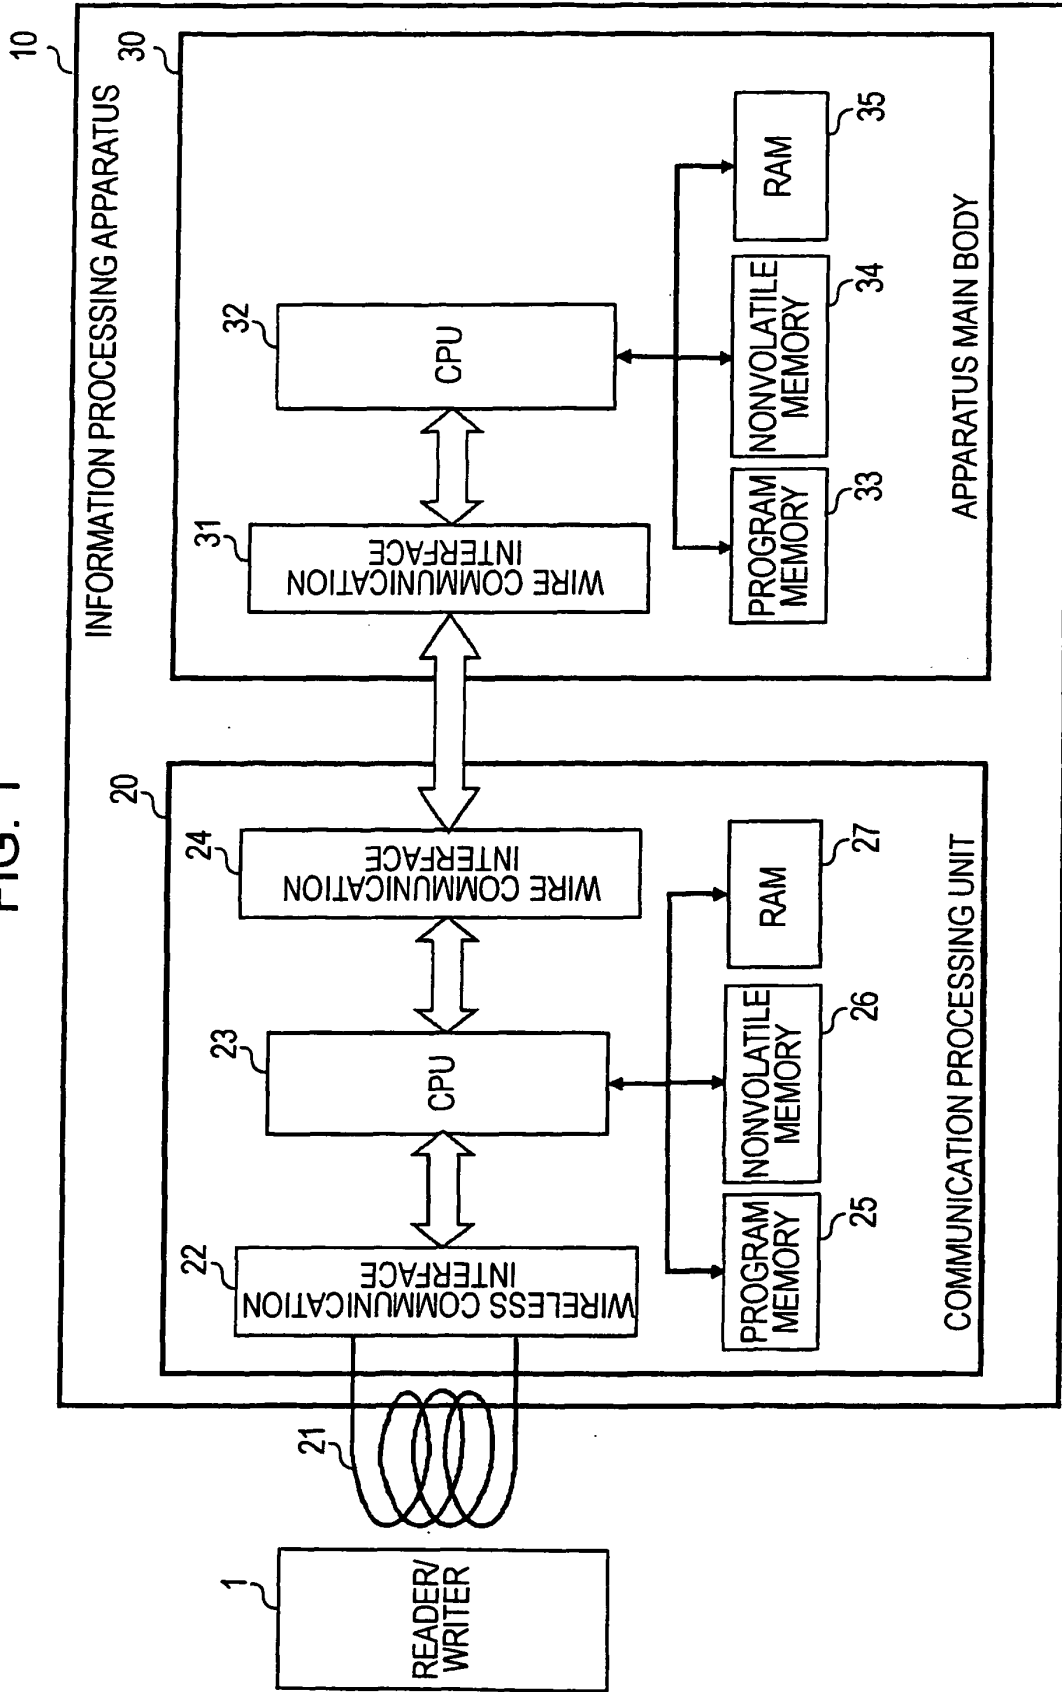 FIG. 1
10
INFORMATION PROCESSING APPARATUS
20
30
1
READER/
WRITER
21
22
WIRELESS COMMUNICATION
INTERFACE
23
CPU
24
WIRE COMMUNICATION
INTERFACE
31
WIRE COMMUNICATION
INTERFACE
32
CPU
PROGRAM
MEMORY
25
NONVOLATILE
MEMORY
26
RAM
27
PROGRAM
MEMORY
33
NONVOLATILE
MEMORY
34
RAM
35
COMMUNICATION PROCESSING UNIT
APPARATUS MAIN BODY